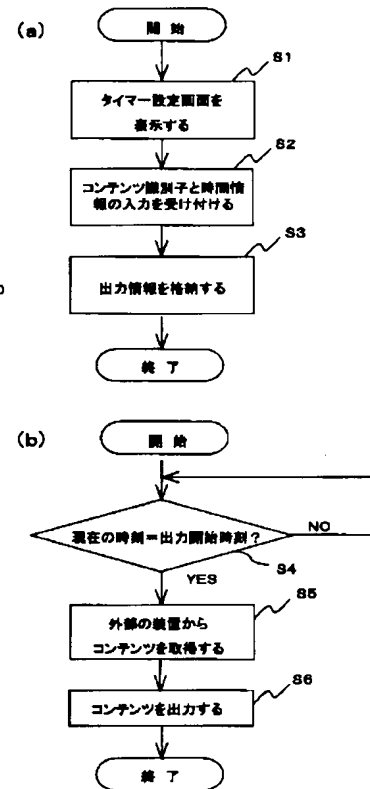 (a)
開始
S1
タイマー設定画面を
表示する
S2
コンテンツ識別子と時間情
報の入力を受け付ける
S3
出力情報を格納する
終了
(b)
開始
現在の時刻=出力開始時刻?
NO
S4
YES
S5
外部の装置から
コンテンツを取得する
S6
コンテンツを出力する
終了